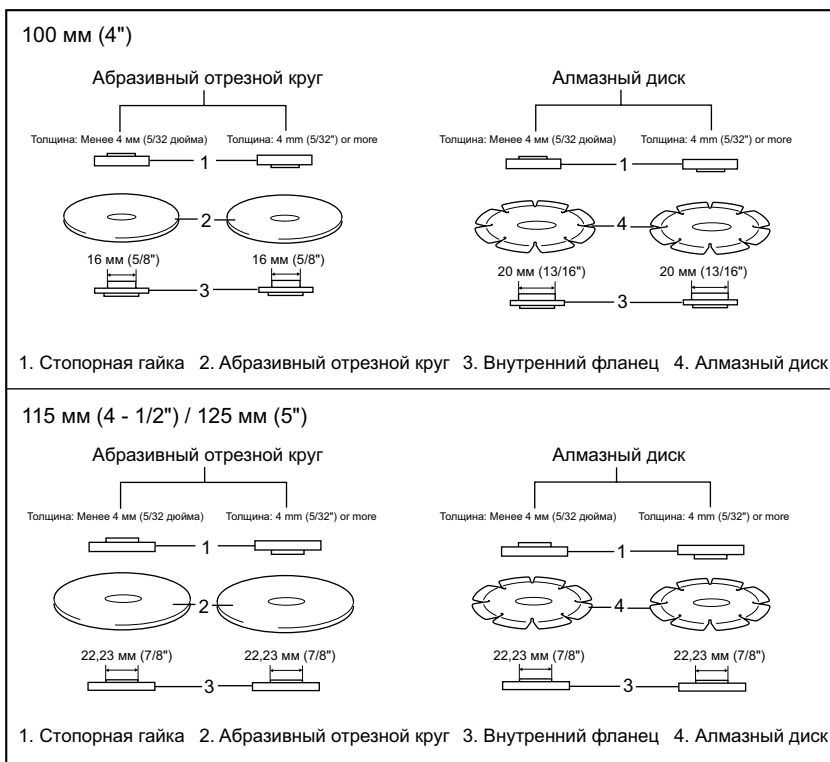 100 мм (4")
Абразивный отрезной круг Алмазный диск
Толщина: Менее 4 мм (5/32 дюйма) Толщина: 4 mm (5/32") or more Толщина: Менее 4 мм (5/32 дюйма) Толщина: 4 mm (5/32") or more
1 1
2 4
16 мм (5/8") 16 мм (5/8") 20 мм (13/16") 20 мм (13/16")
3 3
1. Стопорная гайка 2. Абразивный отрезной круг 3. Внутренний фланец 4. Алмазный диск
115 мм (4 - 1/2") / 125 мм (5")
Абразивный отрезной круг Алмазный диск
Толщина: Менее 4 мм (5/32 дюйма) Толщина: 4 mm (5/32") or more Толщина: Менее 4 мм (5/32 дюйма) Толщина: 4 mm (5/32") or more
1 1
2 4
22,23 мм (7/8") 22,23 мм (7/8") 22,23 мм (7/8") 22,23 мм (7/8")
3 3
1. Стопорная гайка 2. Абразивный отрезной круг 3. Внутренний фланец 4. Алмазный диск